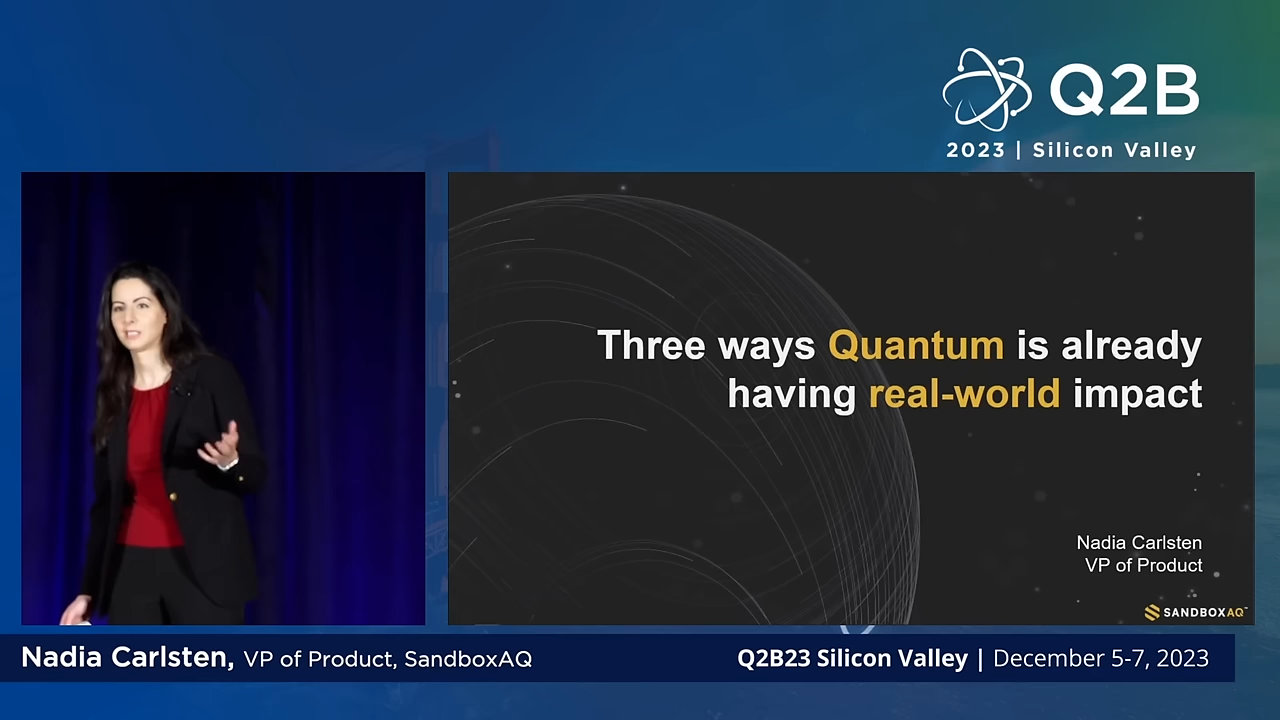 Q2B
2023 | Silicon Valley
Three ways Quantum is already
having real-world impact
Nadia Carlsten
VP of Product
SANDBOXAQ™
Nadia Carlsten, VP of Product, SandboxAQ
Q2B23 Silicon Valley | December 5-7, 2023